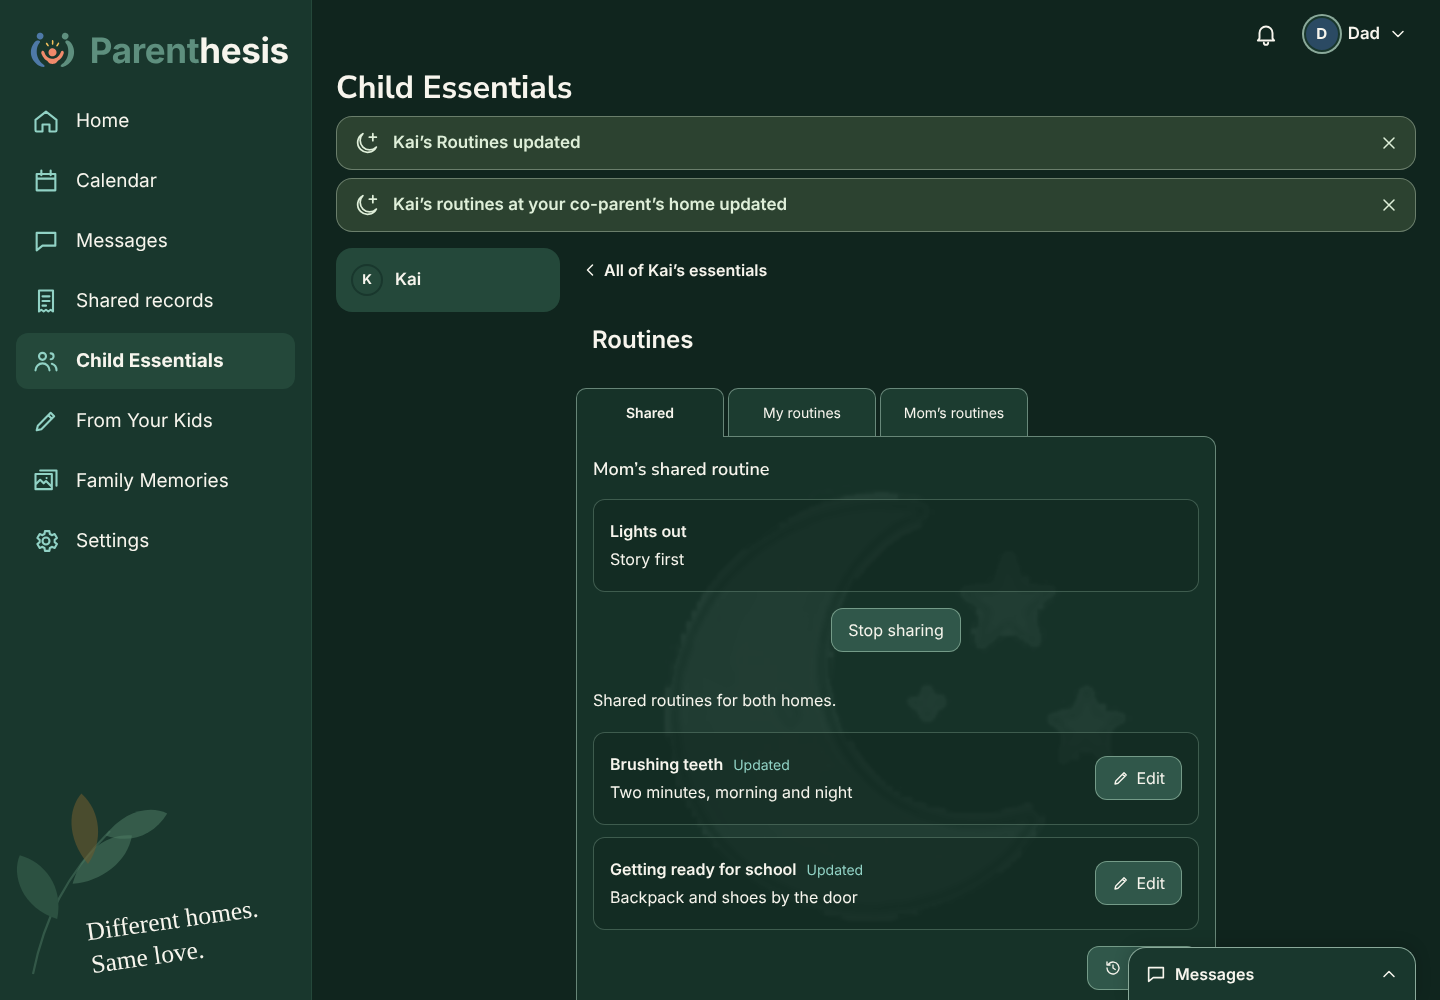 Parenthesis
D
Dad
Home
Calendar
Messages
Shared records
Child Essentials
From Your Kids
Family Memories
Settings
Different homes.
Same love.
Child Essentials
Kai’s Routines updated
Kai’s routines at your co-parent’s home updated
K
Kai
All of Kai’s essentials
Routines
Shared
My routines
Mom’s routines
Mom’s shared routine
Lights out
Story first
Stop sharing
Shared routines for both homes.
Brushing teeth Updated
Two minutes, morning and night
Edit
Getting ready for school Updated
Backpack and shoes by the door
Edit
Messages